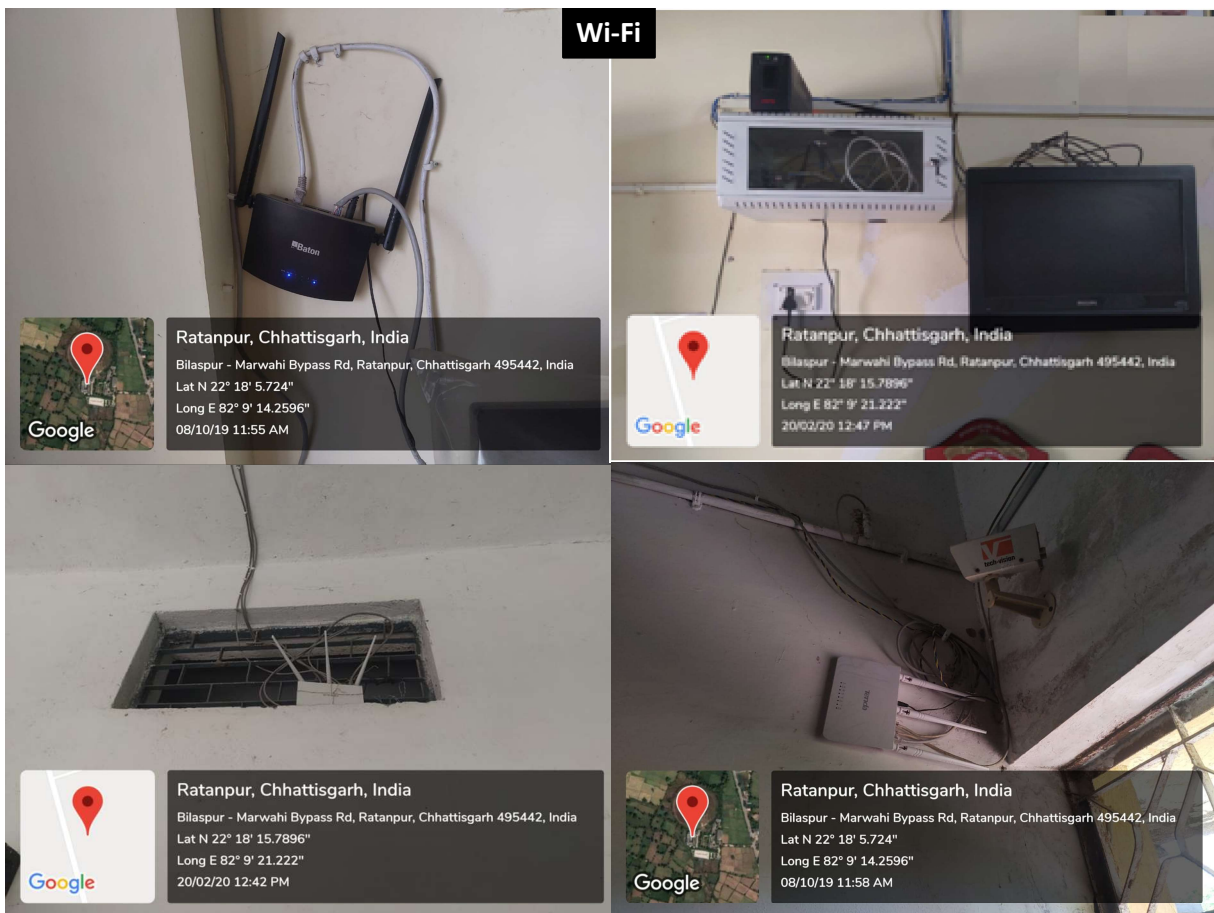 Wi-Fi
Baton
Google
Ratanpur, Chhattisgarh, India
Bilaspur - Marwahi Bypass Rd, Ratanpur, Chhattisgarh 495442, India
Lat N 22° 18' 5.724"
Long E 82° 9' 14.2596"
08/10/19 11:55 AM
Google
Ratanpur, Chhattisgarh, India
Bilaspur - Marwahi Bypass Rd, Ratanpur, Chhattisgarh 495442, India
Lat N 22° 18' 15.7896"
Long E 82° 9' 21.222"
20/02/20 12:47 PM
Google
Ratanpur, Chhattisgarh, India
Bilaspur - Marwahi Bypass Rd, Ratanpur, Chhattisgarh 495442, India
Lat N 22° 18' 15.7896"
Long E 82° 9' 21.222"
20/02/20 12:42 PM
tech-vision
Tenda
Google
Ratanpur, Chhattisgarh, India
Bilaspur - Marwahi Bypass Rd, Ratanpur, Chhattisgarh 495442, India
Lat N 22° 18' 5.724"
Long E 82° 9' 14.2596"
08/10/19 11:58 AM